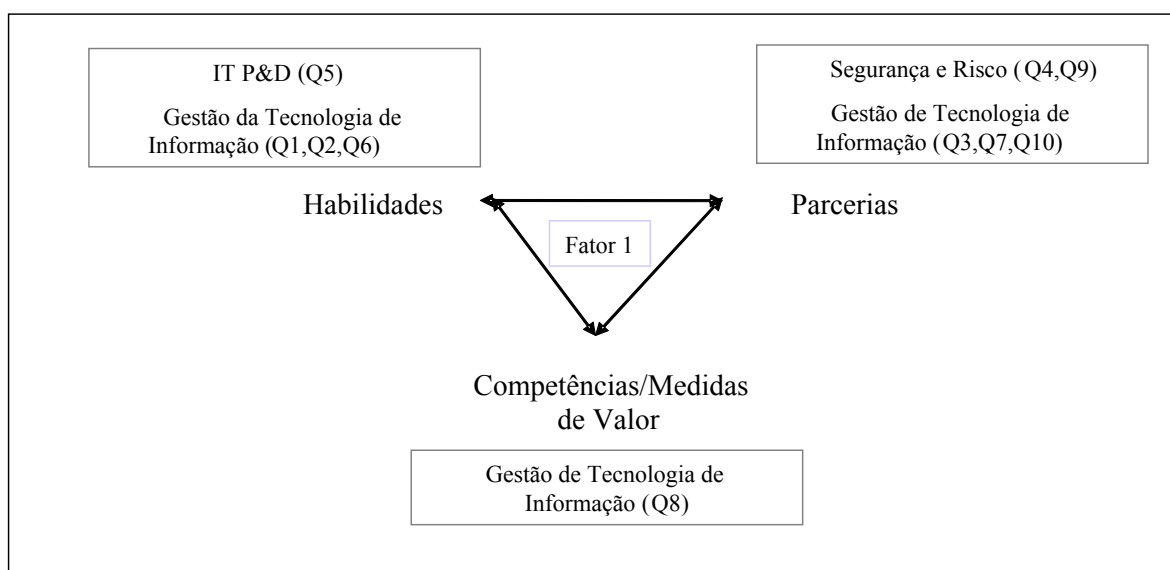 IT P&D (Q5)
Gestão da Tecnologia de
Informação (Q1,Q2,Q6)
Segurança e Risco (Q4,Q9)
Gestão de Tecnologia de
Informação (Q3,Q7,Q10)
Habilidades
Parcerias
Fator 1
Competências/Medidas
de Valor
Gestão de Tecnologia de
Informação (Q8)